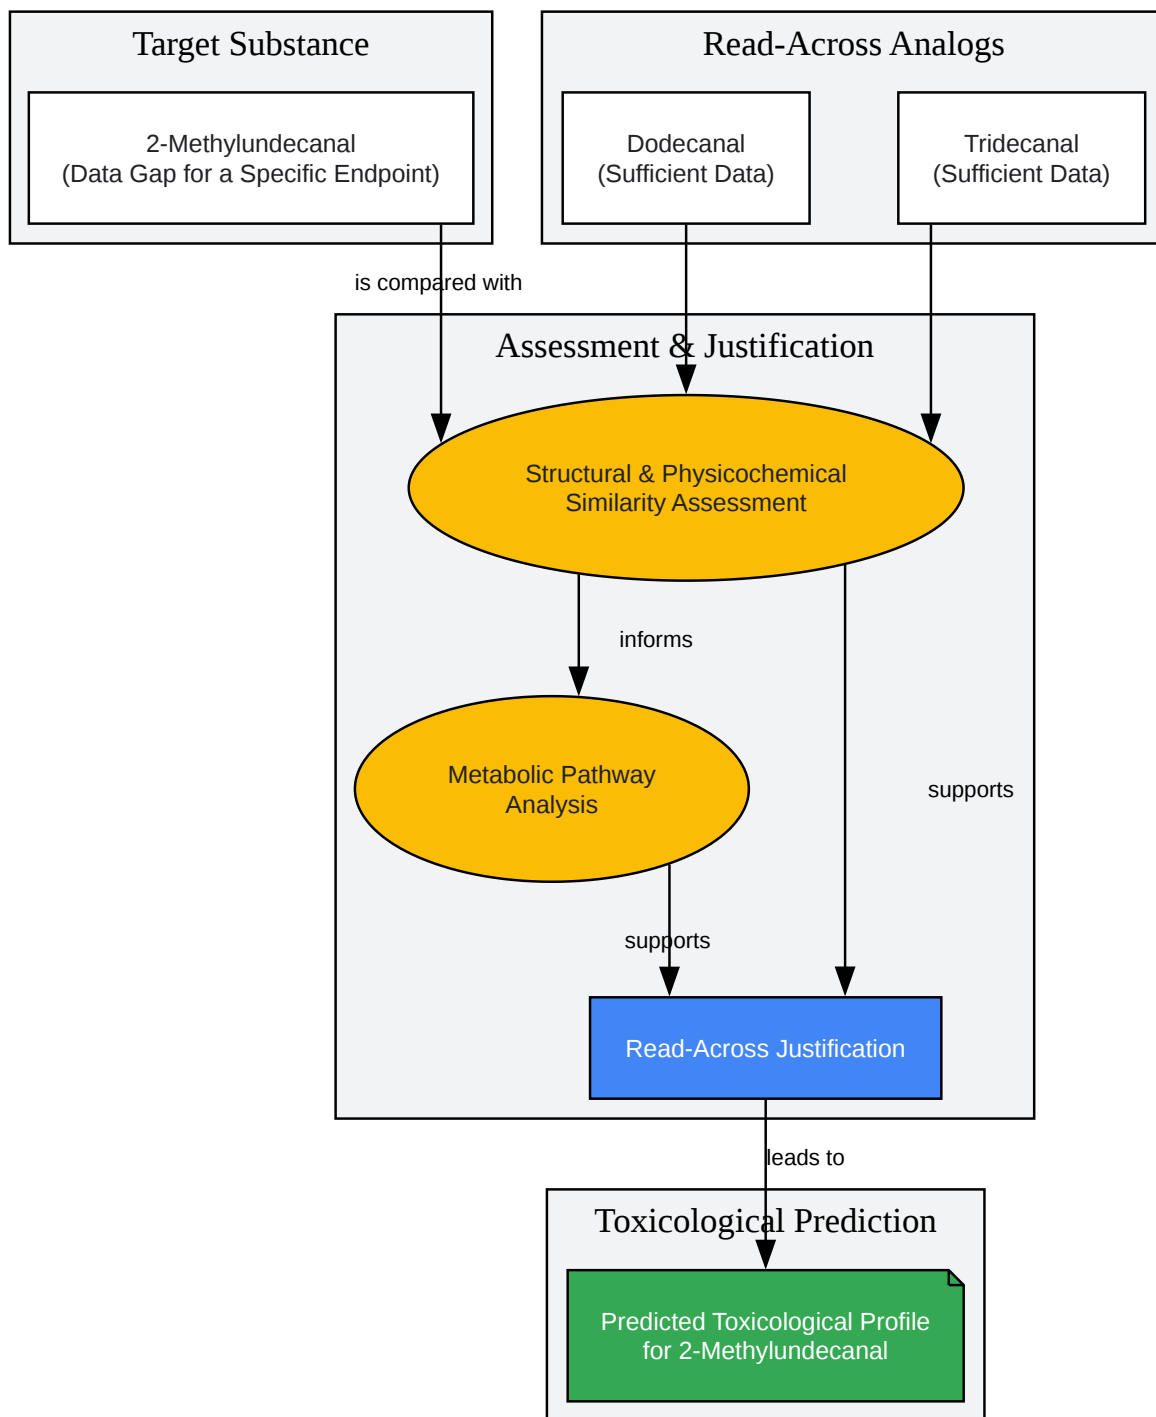 Target Substance
2-Methylundecanal
(Data Gap for a Specific Endpoint)
Read-Across Analogs
Dodecanal
(Sufficient Data)
Tridecanal
(Sufficient Data)
is compared with
Assessment & Justification
Structural & Physicochemical
Similarity Assessment
informs
Metabolic Pathway
Analysis
supports
supports
Read-Across Justification
leads to
Toxicological Prediction
Predicted Toxicological Profile
for 2-Methylundecanal